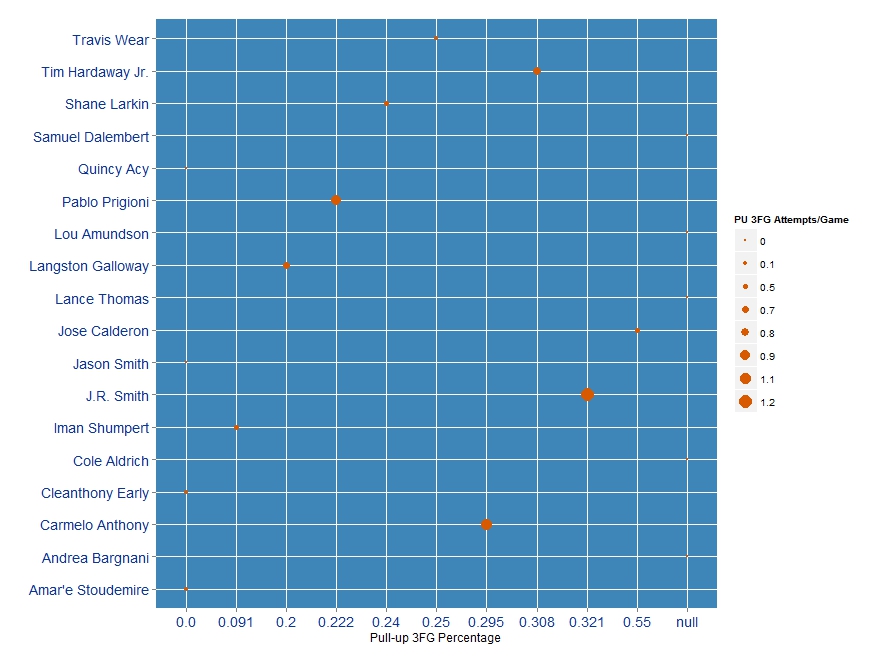 Travis Wear
Tim Hardaway Jr.
Shane Larkin
Samuel Dalembert
Quincy Acy
Pablo Prigioni
Lou Amundson
Langston Galloway
Lance Thomas
Jose Calderon
Jason Smith
J.R. Smith
Iman Shumpert
Cole Aldrich
Cleanthony Early
Carmelo Anthony
Andrea Bargnani
Amar'e Stoudemire
0.0 0.091 0.2 0.222 0.24 0.25 0.295 0.308 0.321 0.55 null
Pull-up 3FG Percentage
PU 3FG Attempts/Game
0
0.1
0.5
0.7
0.8
0.9
1.1
1.2